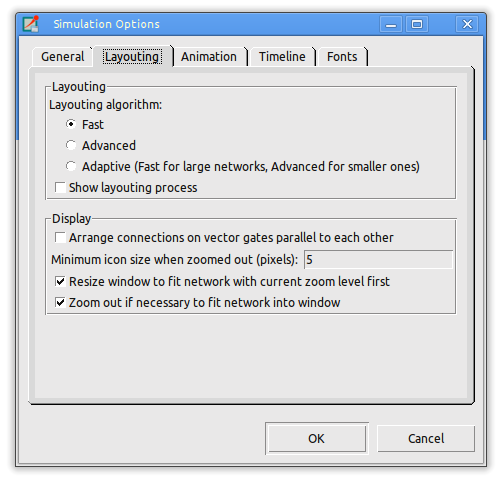 Simulation Options
General Layouting Animation Timeline Fonts
Layouting
Layouting algorithm:
Fast
Advanced
Adaptive (Fast for large networks, Advanced for smaller ones)
Show layouting process
Display
Arrange connections on vector gates parallel to each other
Minimum icon size when zoomed out (pixels): 5
Resize window to fit network with current zoom level first
Zoom out if necessary to fit network into window
OK Cancel